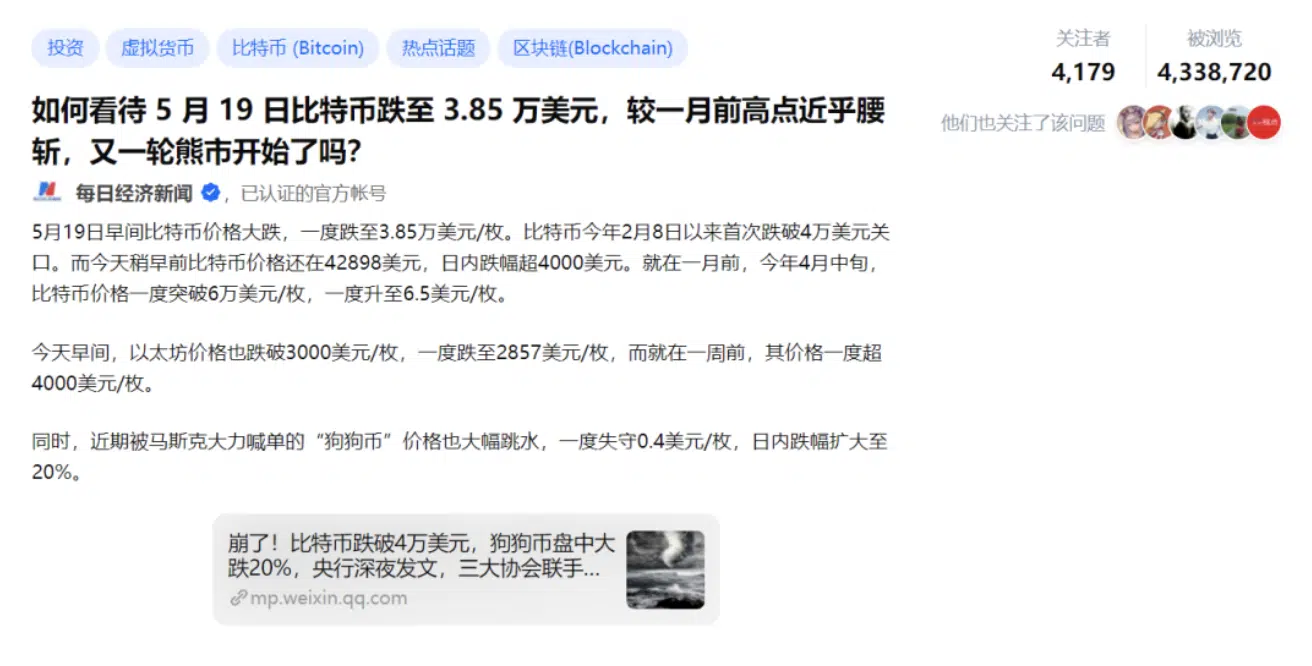 投资 虚拟货币 比特币 (Bitcoin) 热点话题 区块链(Blockchain)
关注者 被浏览
4,179 4,338,720
如何看待 5 月 19 日比特币跌至 3.85 万美元，较一月前高点近乎腰
斩，又一轮熊市开始了吗？
他们也关注了该问题
每日经济新闻 ，已认证的官方帐号
5月19日早间比特币价格大跌，一度跌至3.85万美元/枚。比特币今年2月8日以来首次跌破4万美元关
口。而今天稍早前比特币价格还在42898美元，日内跌幅超4000美元。就在一月前，今年4月中旬，
比特币价格一度突破6万美元/枚，一度升至6.5美元/枚。
今天早间，以太坊价格也跌破3000美元/枚，一度跌至2857美元/枚，而就在一周前，其价格一度超
4000美元/枚。
同时，近期被马斯克大力喊单的“狗狗币”价格也大幅跳水，一度失守0.4美元/枚，日内跌幅扩大至
20%。
崩了！比特币跌破4万美元，狗狗币盘中大
跌20%，央行深夜发文，三大协会联手...
mp.weixin.qq.com